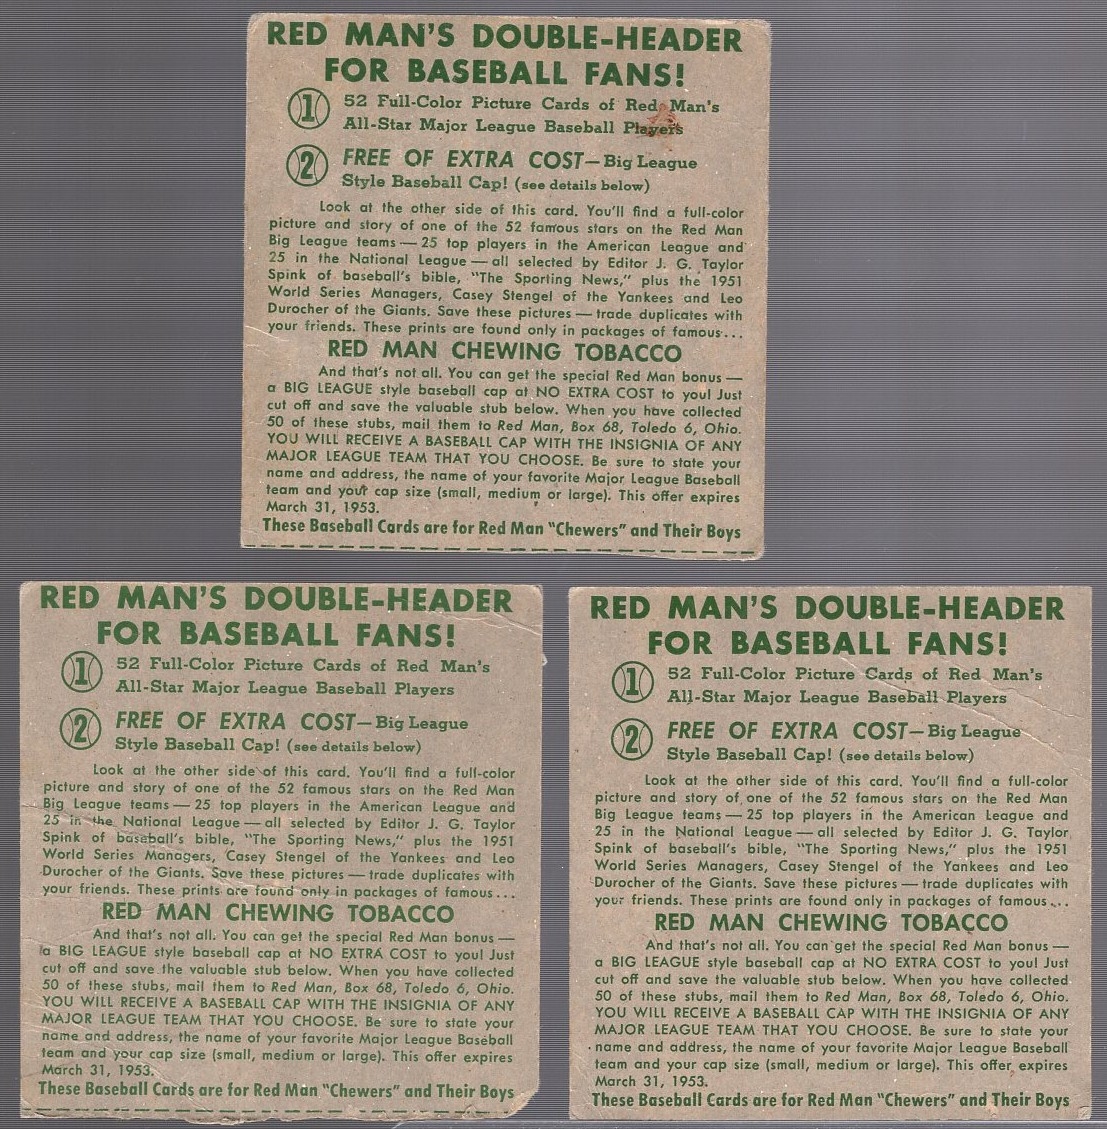 RED MAN'S DOUBLE-HEADER
FOR BASEBALL FANS!
1 52 Full-Color Picture Cards of Red Man's
All-Star Major League Baseball Players
2 FREE OF EXTRA COST—Big League
Style Baseball Cap! (see details below)
Look at the other side of this card. You'll find a full-color
picture and story of one of the 52 famous stars on the Red Man
Big League teams — 25 top players in the American League and
25 in the National League — all selected by Editor J. G. Taylor
Spink of baseball's bible, "The Sporting News," plus the 1951
World Series Managers, Casey Stengel of the Yankees and Leo
Durocher of the Giants. Save these pictures — trade duplicates with
your friends. These prints are found only in packages of famous...
RED MAN CHEWING TOBACCO
And that's not all. You can get the special Red Man bonus —
a BIG LEAGUE style baseball cap at NO EXTRA COST to you! Just
cut off and save the valuable stub below. When you have collected
50 of these stubs, mail them to Red Man, Box 68, Toledo 6, Ohio.
YOU WILL RECEIVE A BASEBALL CAP WITH THE INSIGNIA OF ANY
MAJOR LEAGUE TEAM THAT YOU CHOOSE. Be sure to state your
name and address, the name of your favorite Major League Baseball
team and your cap size (small, medium or large). This offer expires
March 31, 1953.
These Baseball Cards are for Red Man "Chewers" and Their Boys
RED MAN'S DOUBLE-HEADER
FOR BASEBALL FANS!
1 52 Full-Color Picture Cards of Red Man's
All-Star Major League Baseball Players
2 FREE OF EXTRA COST—Big League
Style Baseball Cap! (see details below)
Look at the other side of this card. You'll find a full-color
picture and story of one of the 52 famous stars on the Red Man
Big League teams — 25 top players in the American League and
25 in the National League — all selected by Editor J. G. Taylor
Spink of baseball's bible, "The Sporting News," plus the 1951
World Series Managers, Casey Stengel of the Yankees and Leo
Durocher of the Giants. Save these pictures — trade duplicates with
your friends. These prints are found only in packages of famous...
RED MAN CHEWING TOBACCO
And that's not all. You can get the special Red Man bonus —
a BIG LEAGUE style baseball cap at NO EXTRA COST to you! Just
cut off and save the valuable stub below. When you have collected
50 of these stubs, mail them to Red Man, Box 68, Toledo 6, Ohio.
YOU WILL RECEIVE A BASEBALL CAP WITH THE INSIGNIA OF ANY
MAJOR LEAGUE TEAM THAT YOU CHOOSE. Be sure to state your
name and address, the name of your favorite Major League Baseball
team and your cap size (small, medium or large). This offer expires
March 31, 1953.
These Baseball Cards are for Red Man "Chewers" and Their Boys
RED MAN'S DOUBLE-HEADER
FOR BASEBALL FANS!
1 52 Full-Color Picture Cards of Red Man's
All-Star Major League Baseball Players
2 FREE OF EXTRA COST—Big League
Style Baseball Cap! (see details below)
Look at the other side of this card. You'll find a full-color
picture and story of one of the 52 famous stars on the Red Man
Big League teams — 25 top players in the American League and
25 in the National League — all selected by Editor J. G. Taylor
Spink of baseball's bible, "The Sporting News," plus the 1951
World Series Managers, Casey Stengel of the Yankees and Leo
Durocher of the Giants. Save these pictures — trade duplicates with
your friends. These prints are found only in packages of famous...
RED MAN CHEWING TOBACCO
And that's not all. You can get the special Red Man bonus —
a BIG LEAGUE style baseball cap at NO EXTRA COST to you! Just
cut off and save the valuable stub below. When you have collected
50 of these stubs, mail them to Red Man, Box 68, Toledo 6, Ohio.
YOU WILL RECEIVE A BASEBALL CAP WITH THE INSIGNIA OF ANY
MAJOR LEAGUE TEAM THAT YOU CHOOSE. Be sure to state your
name and address, the name of your favorite Major League Baseball
team and your cap size (small, medium or large). This offer expires
March 31, 1953.
These Baseball Cards are for Red Man "Chewers" and Their Boys